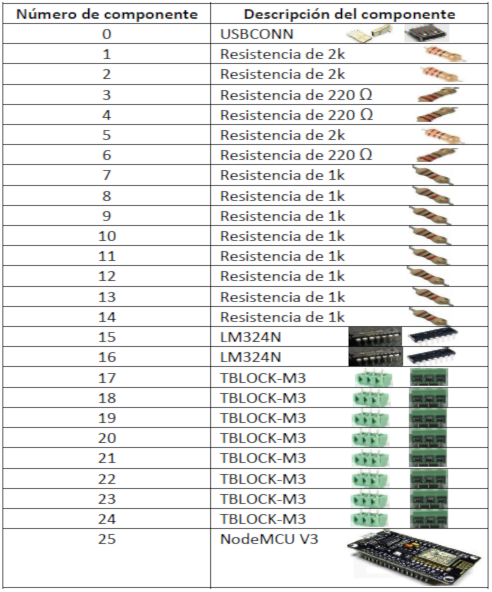 Número de componente Descripción del componente
0 USBCONN
1 Resistencia de 2k
2 Resistencia de 2k
3 Resistencia de 220 Ω
4 Resistencia de 220 Ω
5 Resistencia de 2k
6 Resistencia de 220 Ω
7 Resistencia de 1k
8 Resistencia de 1k
9 Resistencia de 1k
10 Resistencia de 1k
11 Resistencia de 1k
12 Resistencia de 1k
13 Resistencia de 1k
14 Resistencia de 1k
15 LM324N
16 LM324N
17 TBLOCK-M3
18 TBLOCK-M3
19 TBLOCK-M3
20 TBLOCK-M3
21 TBLOCK-M3
22 TBLOCK-M3
23 TBLOCK-M3
24 TBLOCK-M3
25 NodeMCU V3